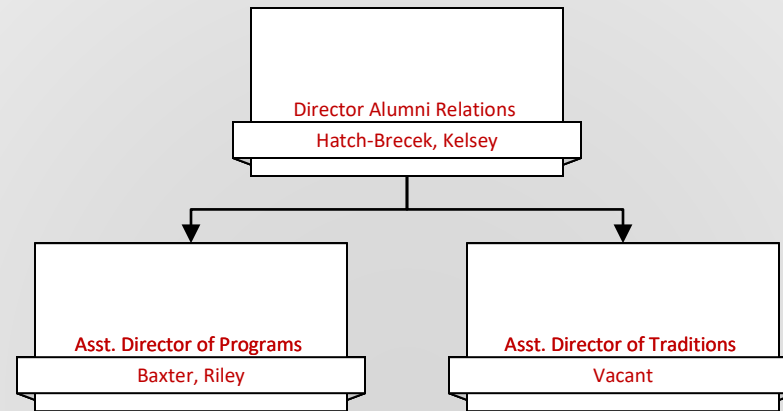 Director Alumni Relations
Hatch-Brecek, Kelsey
Asst. Director of Programs
Baxter, Riley
Asst. Director of Traditions
Vacant